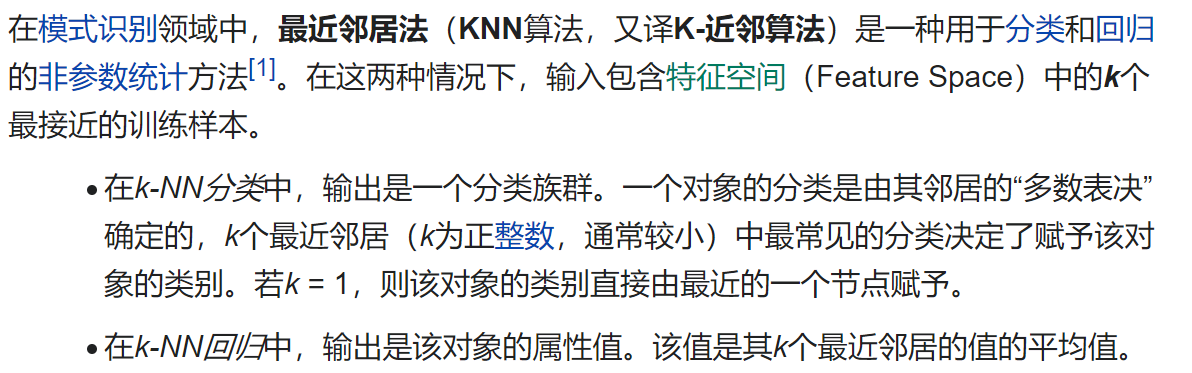 在模式识别领域中，最近邻居法（KNN算法，又译K-近邻算法）是一种用于分类和回归
的非参数统计方法[1]。在这两种情况下，输入包含特征空间（Feature Space）中的k个
最接近的训练样本。
• 在k-NN分类中，输出是一个分类族群。一个对象的分类是由其邻居的“多数表决”
确定的，k个最近邻居（k为正整数，通常较小）中最常见的分类决定了赋予该对
象的类别。若k = 1，则该对象的类别直接由最近的一个节点赋予。
• 在k-NN回归中，输出是该对象的属性值。该值是其k个最近邻居的值的平均值。